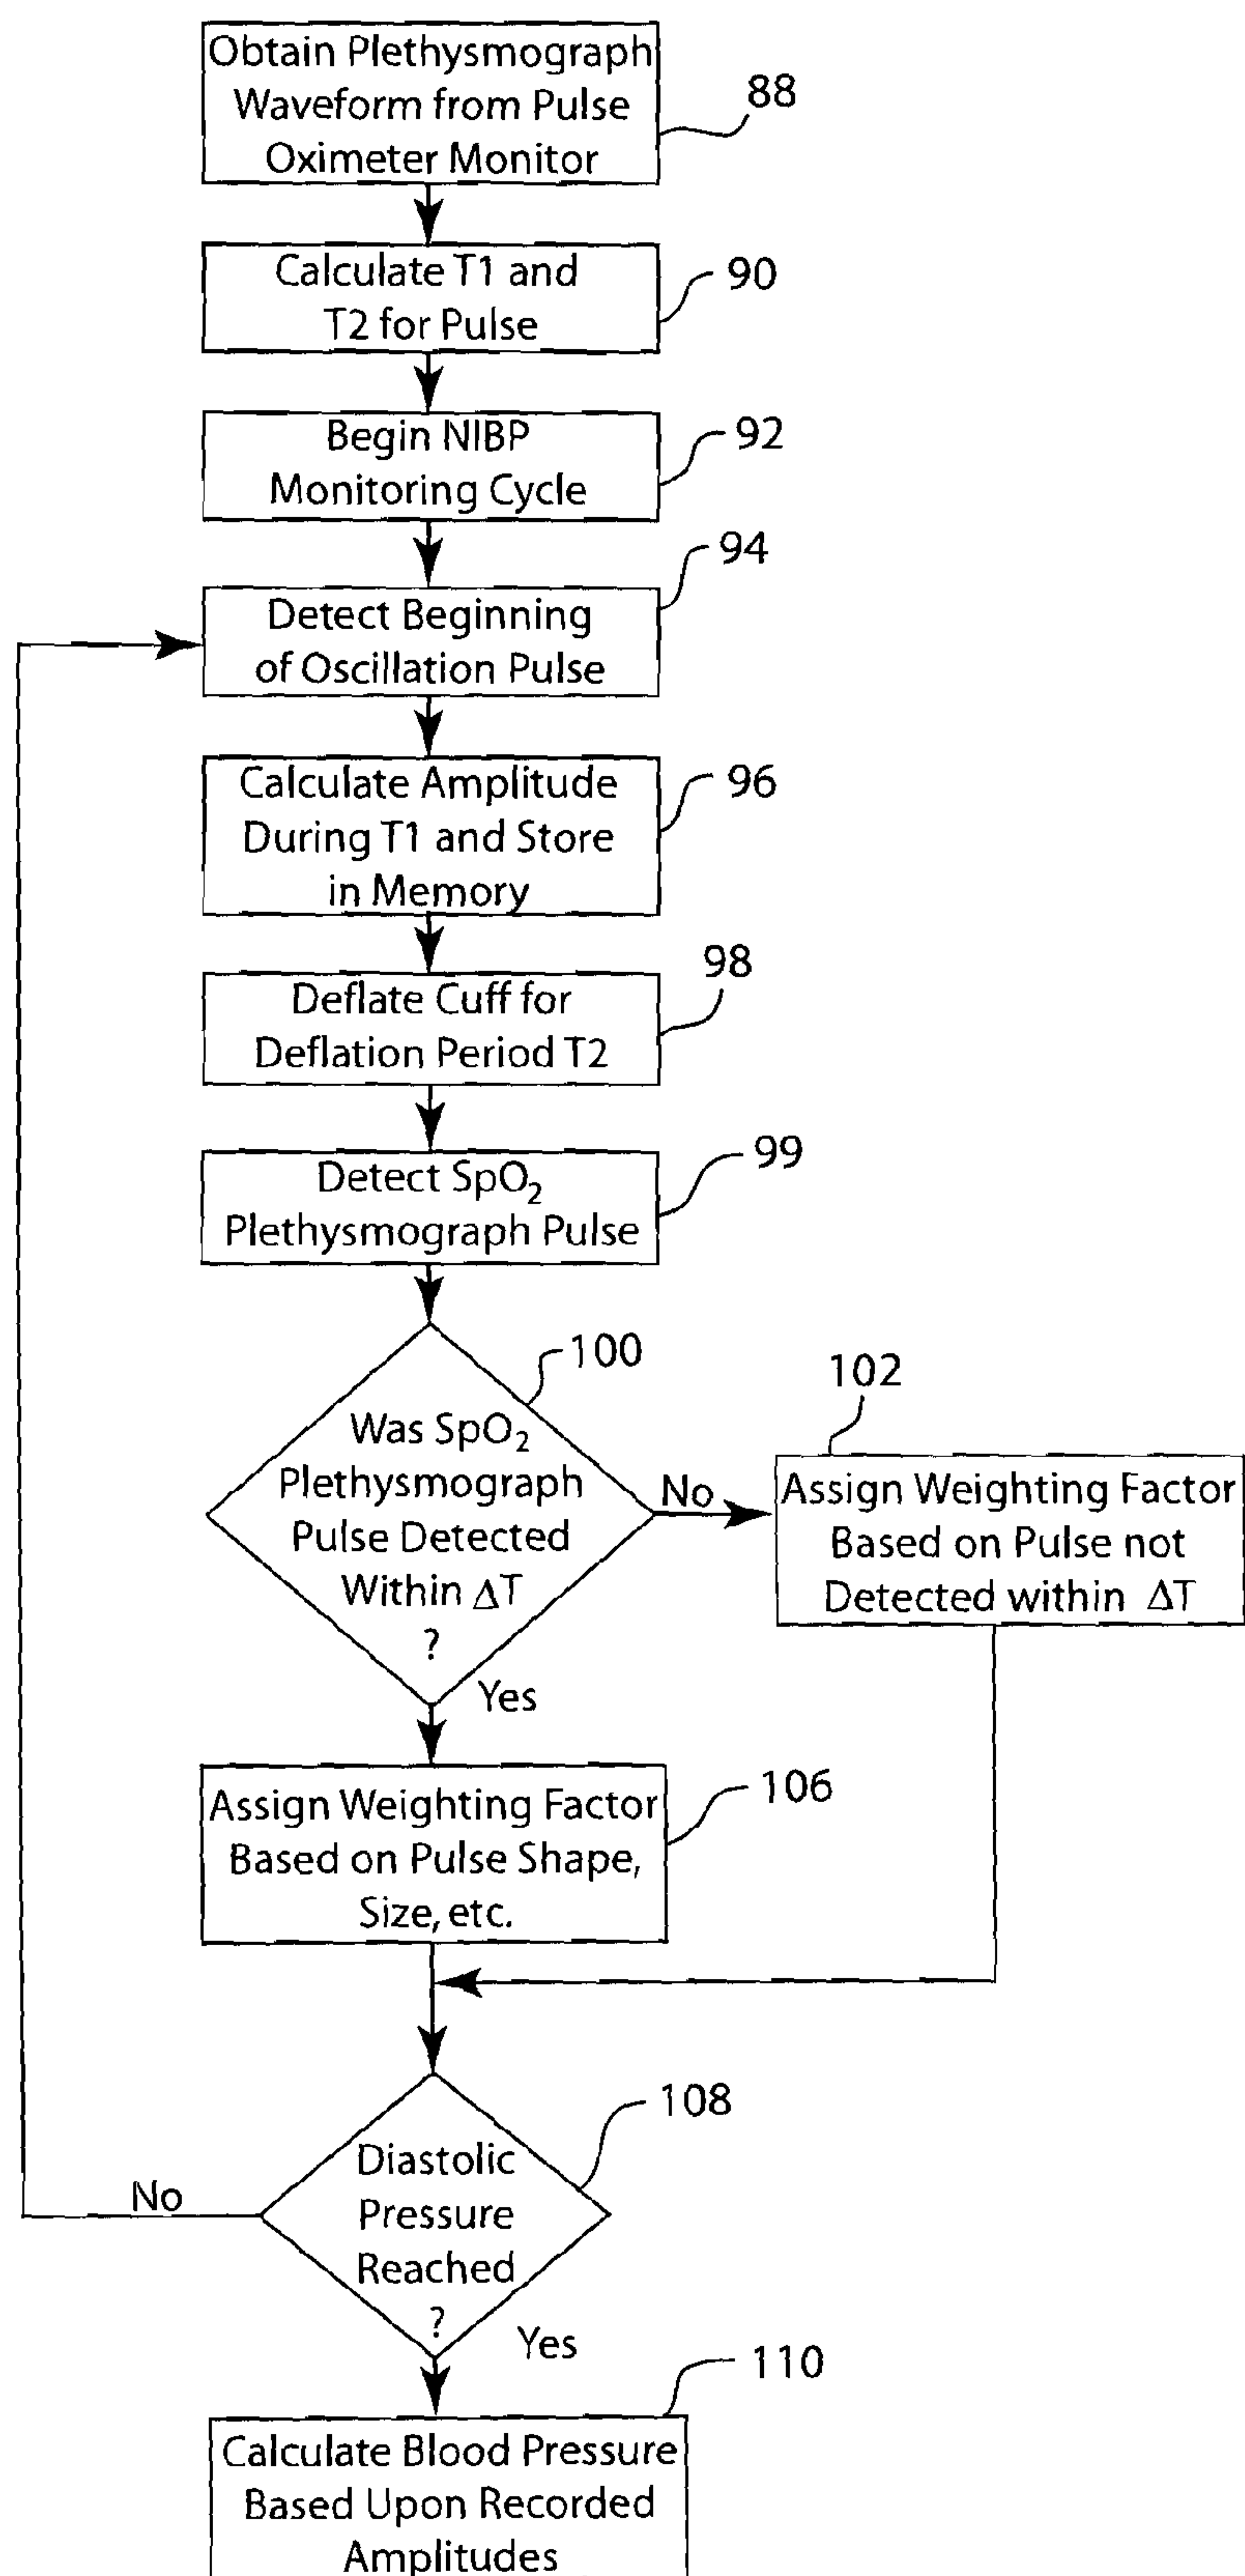 Obtain Plethysmograph
Waveform from Pulse
Oximeter Monitor
88
Calculate T1 and
T2 for Pulse
90
Begin NIBP
Monitoring Cycle
92
Detect Beginning
of Oscillation Pulse
94
Calculate Amplitude
During T1 and Store
in Memory
96
Deflate Cuff for
Deflation Period T2
98
Detect SpO₂
Plethysmograph Pulse
99
Was SpO₂
Plethysmograph
Pulse Detected
Within ΔT
?
100
No
Assign Weighting Factor
Based on Pulse not
Detected within ΔT
102
Yes
Assign Weighting Factor
Based on Pulse Shape,
Size, etc.
106
Diastolic
Pressure
Reached
?
108
No
Yes
Calculate Blood Pressure
Based Upon Recorded
Amplitudes
110